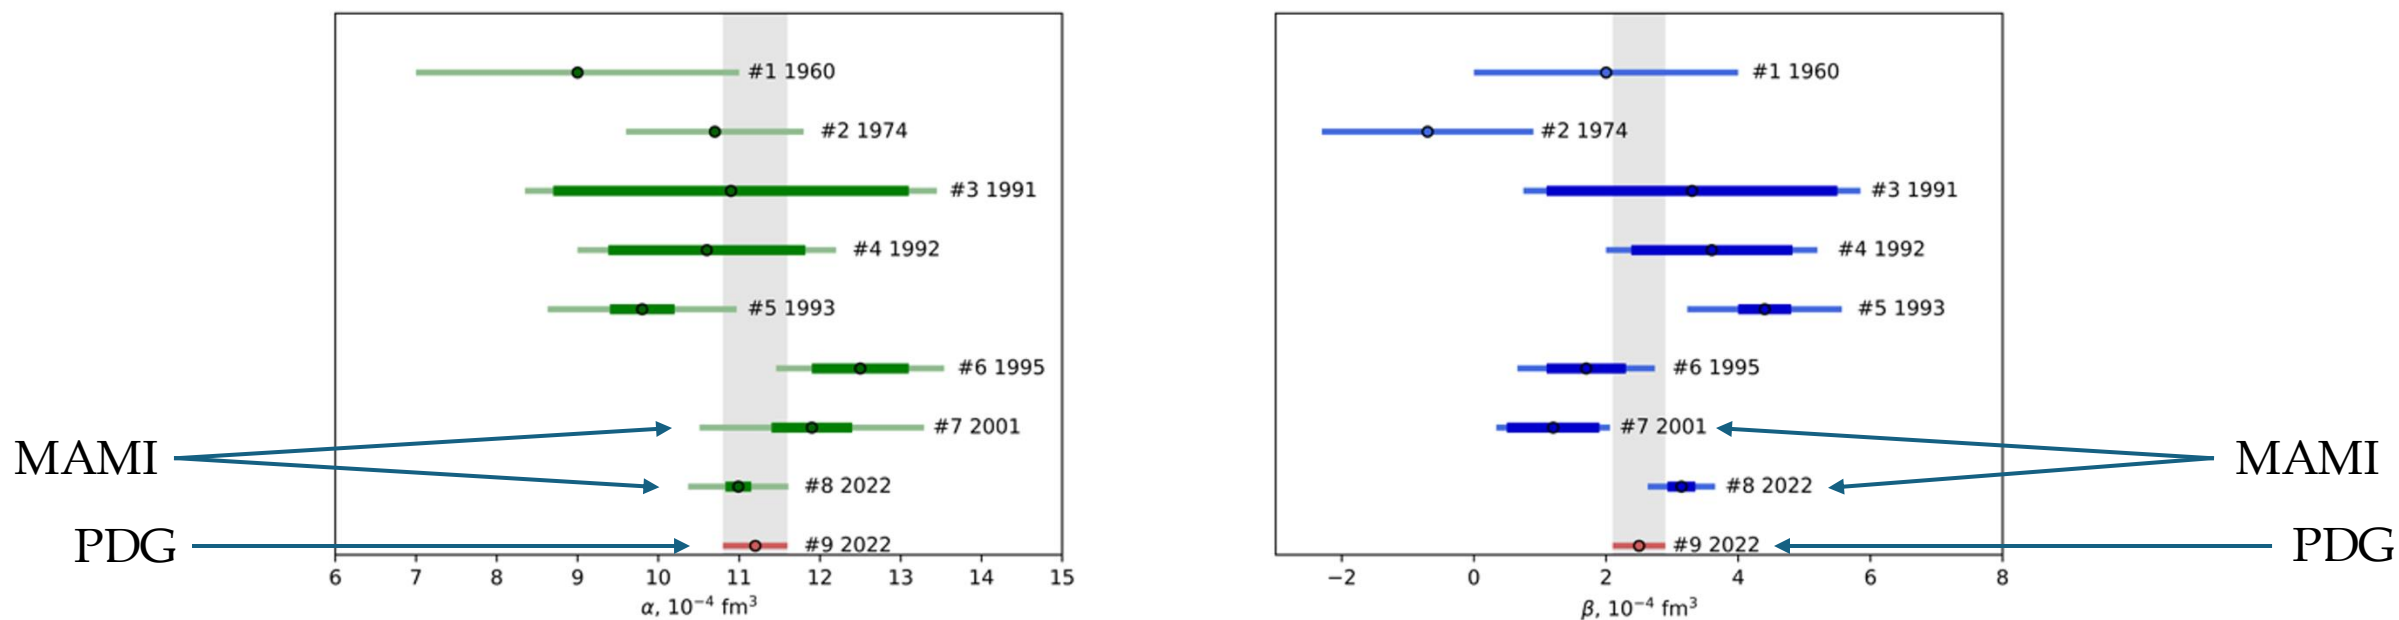 #1 1960
#2 1974
#3 1991
#4 1992
#5 1993
#6 1995
#7 2001
#8 2022
#9 2022
MAMI
PDG
6 7 8 9 10 11 12 13 14 15
α, 10⁻⁴ fm³
#1 1960
#2 1974
#3 1991
#4 1992
#5 1993
#6 1995
#7 2001
#8 2022
#9 2022
MAMI
PDG
−2 0 2 4 6 8
β, 10⁻⁴ fm³